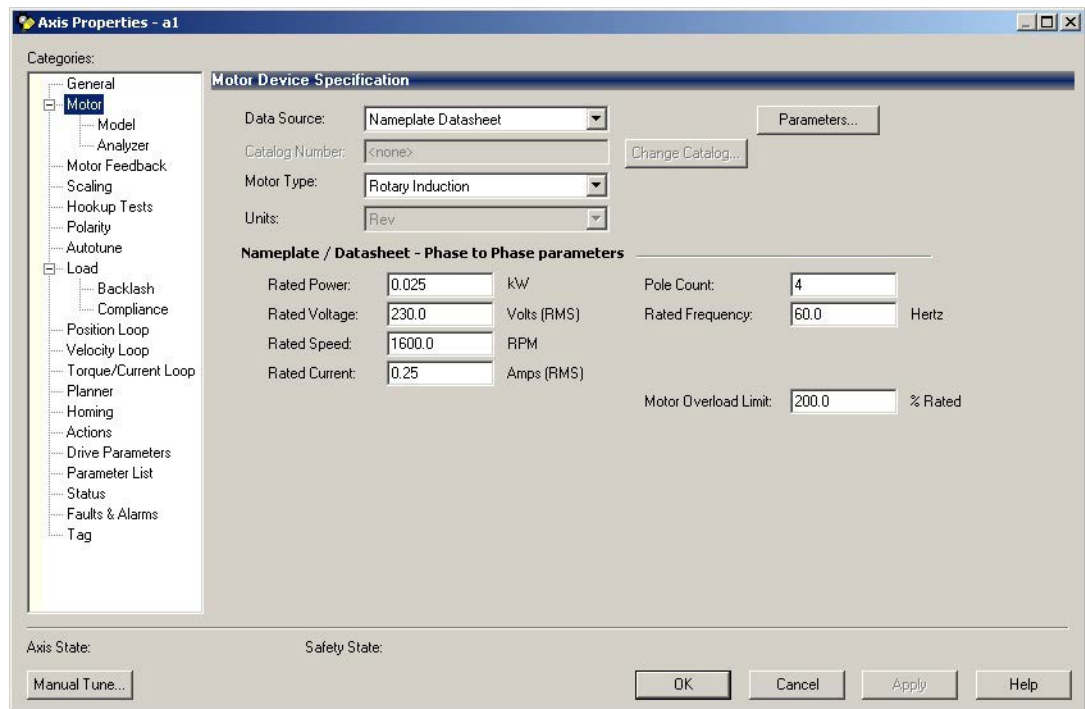 Axis Properties - a1
Categories:
General
Motor
Model
Analyzer
Motor Feedback
Scaling
Hookup Tests
Polarity
Autotune
Load
Backlash
Compliance
Position Loop
Velocity Loop
Torque/Current Loop
Planner
Homing
Actions
Drive Parameters
Parameter List
Status
Faults & Alarms
Tag
Motor Device Specification
Data Source: Nameplate Datasheet Parameters...
Catalog Number: <none> Change Catalog...
Motor Type: Rotary Induction
Units: Rev
Nameplate / Datasheet - Phase to Phase parameters
Rated Power: 0.025 kW Pole Count: 4
Rated Voltage: 230.0 Volts (RMS) Rated Frequency: 60.0 Hertz
Rated Speed: 1600.0 RPM
Rated Current: 0.25 Amps (RMS)
Motor Overload Limit: 200.0 % Rated
Axis State: Safety State:
Manual Tune... OK Cancel Apply Help